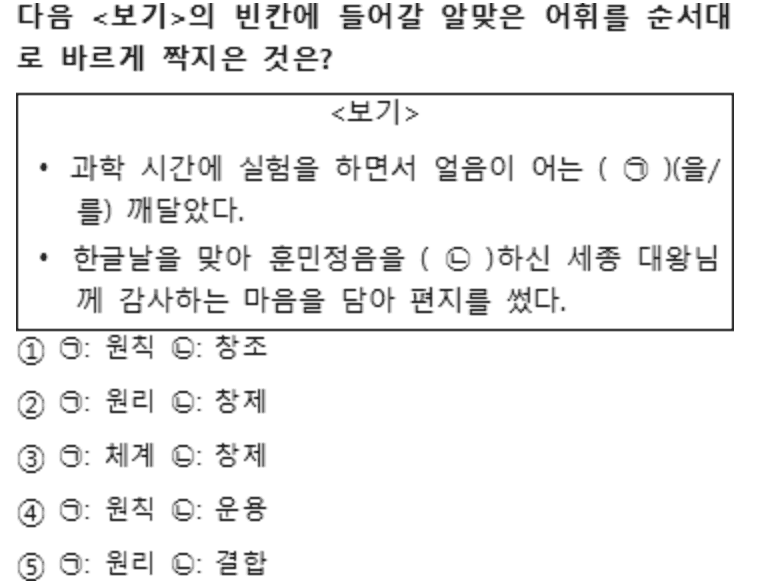 다음 <보기>의 빈칸에 들어갈 알맞은 어휘를 순서대
로 바르게 짝지은 것은?
<보기>
• 과학 시간에 실험을 하면서 얼음이 어는 ( ㉠ )(을/
를) 깨달았다.
• 한글날을 맞아 훈민정음을 ( ㉡ )하신 세종 대왕님
께 감사하는 마음을 담아 편지를 썼다.
① ㉠: 원칙 ㉡: 창조
② ㉠: 원리 ㉡: 창제
③ ㉠: 체계 ㉡: 창제
④ ㉠: 원칙 ㉡: 운용
⑤ ㉠: 원리 ㉡: 결합